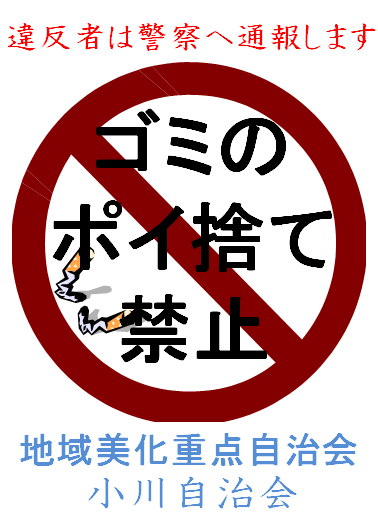 違反者は警察へ通報します
ゴミの
ポイ捨て
禁止
地域美化重点自治会
小川自治会